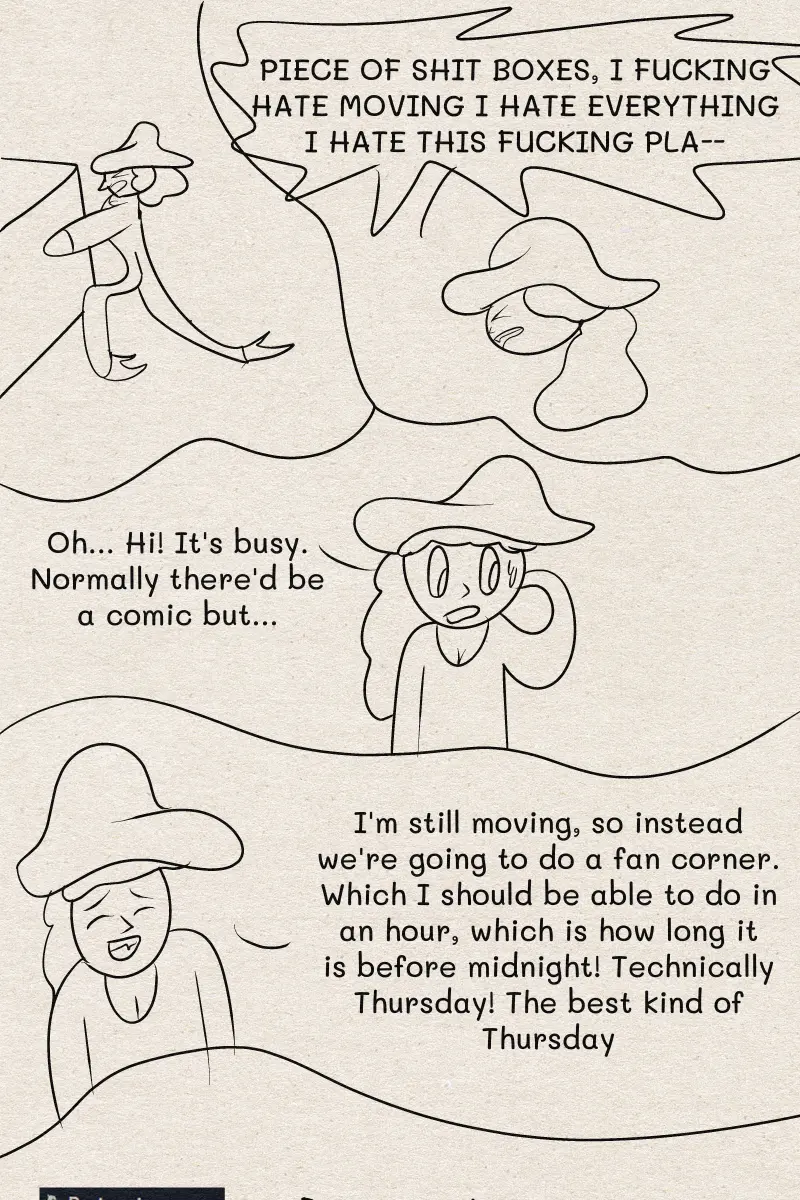 PIECE OF SHIT BOXES, I FUCKING
HATE MOVING I HATE EVERYTHING
I HATE THIS FUCKING PLA--
Oh... Hi! It's busy.
Normally there'd be
a comic but...
I'm still moving, so instead
we're going to do a fan corner.
Which I should be able to do in
an hour, which is how long it
is before midnight! Technically
Thursday! The best kind of
Thursday